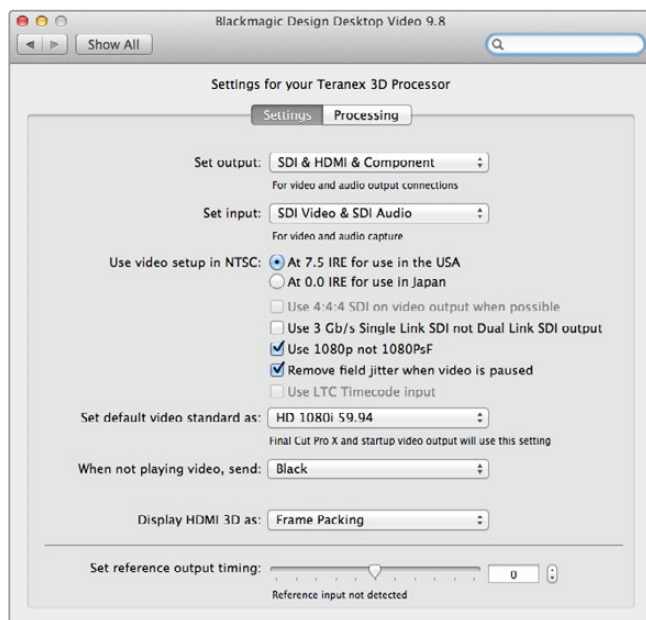 Blackmagic Design Desktop Video 9.8
Show All
Settings for your Teranex 3D Processor
Settings Processing
Set output: SDI & HDMI & Component
For video and audio output connections
Set input: SDI Video & SDI Audio
For video and audio capture
Use video setup in NTSC: At 7.5 IRE for use in the USA
At 0.0 IRE for use in Japan
Use 4:4:4 SDI on video output when possible
Use 3 Gb/s Single Link SDI not Dual Link SDI output
Use 1080p not 1080PsF
Remove field jitter when video is paused
Use LTC Timecode input
Set default video standard as: HD 1080i 59.94
Final Cut Pro X and startup video output will use this setting
When not playing video, send: Black
Display HDMI 3D as: Frame Packing
Set reference output timing: 0
Reference input not detected